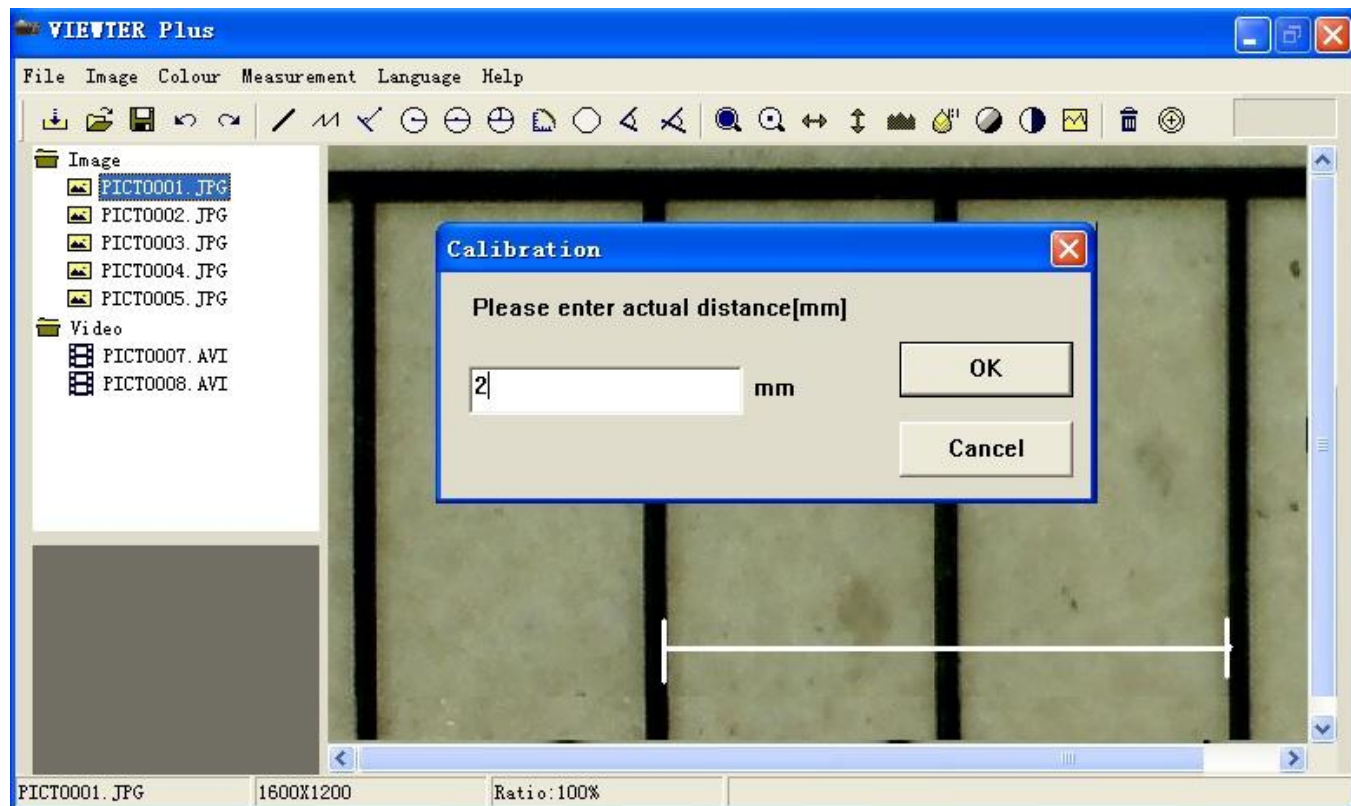 VIEWTER Plus
File Image Colour Measurement Language Help
Image
PICT0001.JPG
PICT0002.JPG
PICT0003.JPG
PICT0004.JPG
PICT0005.JPG
Video
PICT0007.AVI
PICT0008.AVI
Calibration
Please enter actual distance[mm]
2 mm
OK
Cancel
PICT0001.JPG 1600X1200 Ratio:100%